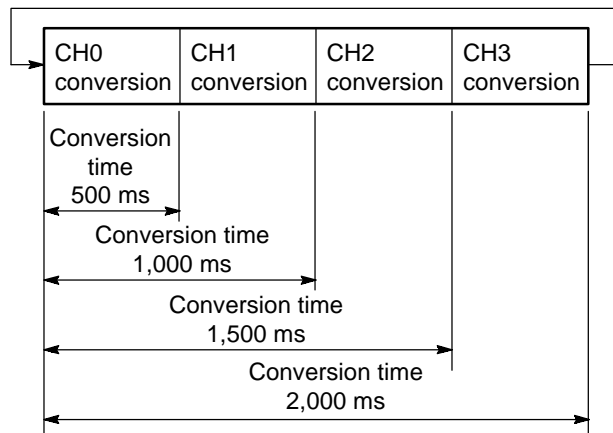 CH0 conversion
CH1 conversion
CH2 conversion
CH3 conversion
Conversion
time
500 ms
Conversion time
1,000 ms
Conversion time
1,500 ms
Conversion time
2,000 ms